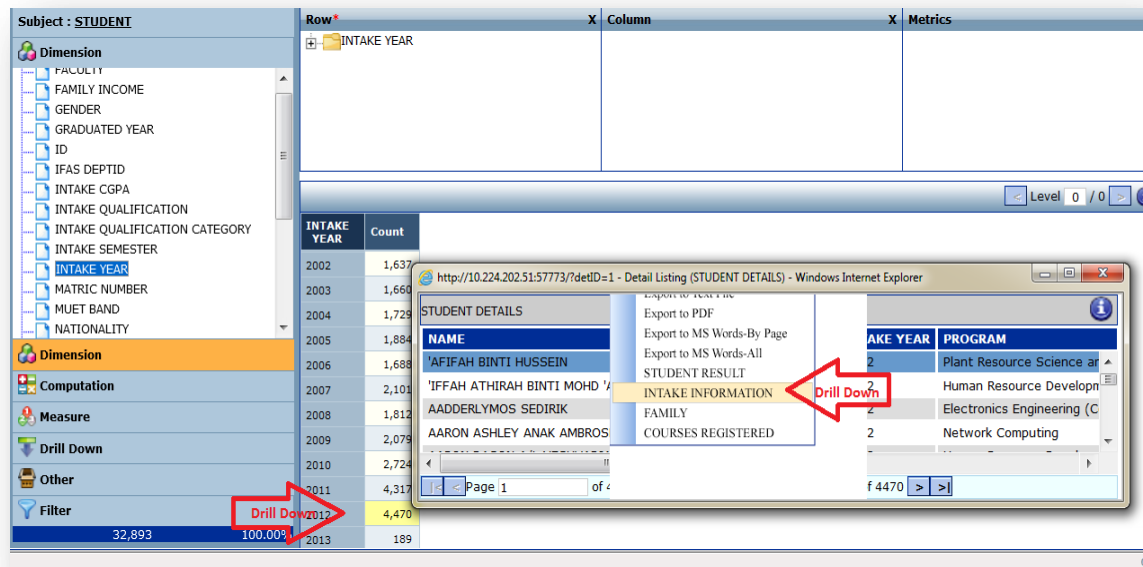 Subject : STUDENT
Dimension
FACULTY
FAMILY INCOME
GENDER
GRADUATED YEAR
ID
IFAS DEPTID
INTAKE CGPA
INTAKE QUALIFICATION
INTAKE QUALIFICATION CATEGORY
INTAKE SEMESTER
INTAKE YEAR
MATRIC NUMBER
MUET BAND
NATIONALITY
Dimension
Computation
Measure
Drill Down
Other
Filter
32,893 100.00%
Row* X Column X Metrics
INTAKE YEAR
< Level 0 / 0 >
INTAKE YEAR Count
2002 1,637
2003 1,660
2004 1,729
2005 1,884
2006 1,688
2007 2,101
2008 1,812
2009 2,079
2010 2,724
2011 4,317
Drill Down 2012 4,470
2013 189
http://10.224.202.51:57773/?detID=1 - Detail Listing (STUDENT DETAILS) - Windows Internet Explorer
STUDENT DETAILS
NAME AKE YEAR PROGRAM
'AFIFAH BINTI HUSSEIN 2 Plant Resource Science ar
'IFFAH ATHIRAH BINTI MOHD 'A 2 Human Resource Developm
AADDERLYMOS SEDIRIK 2 Electronics Engineering (C
AARON ASHLEY ANAK AMBROS 2 Network Computing
Export to Text File
Export to PDF
Export to MS Words-By Page
Export to MS Words-All
STUDENT RESULT
INTAKE INFORMATION
FAMILY
COURSES REGISTERED
Drill Down
|< < Page 1 of 4 f 4470 > >|